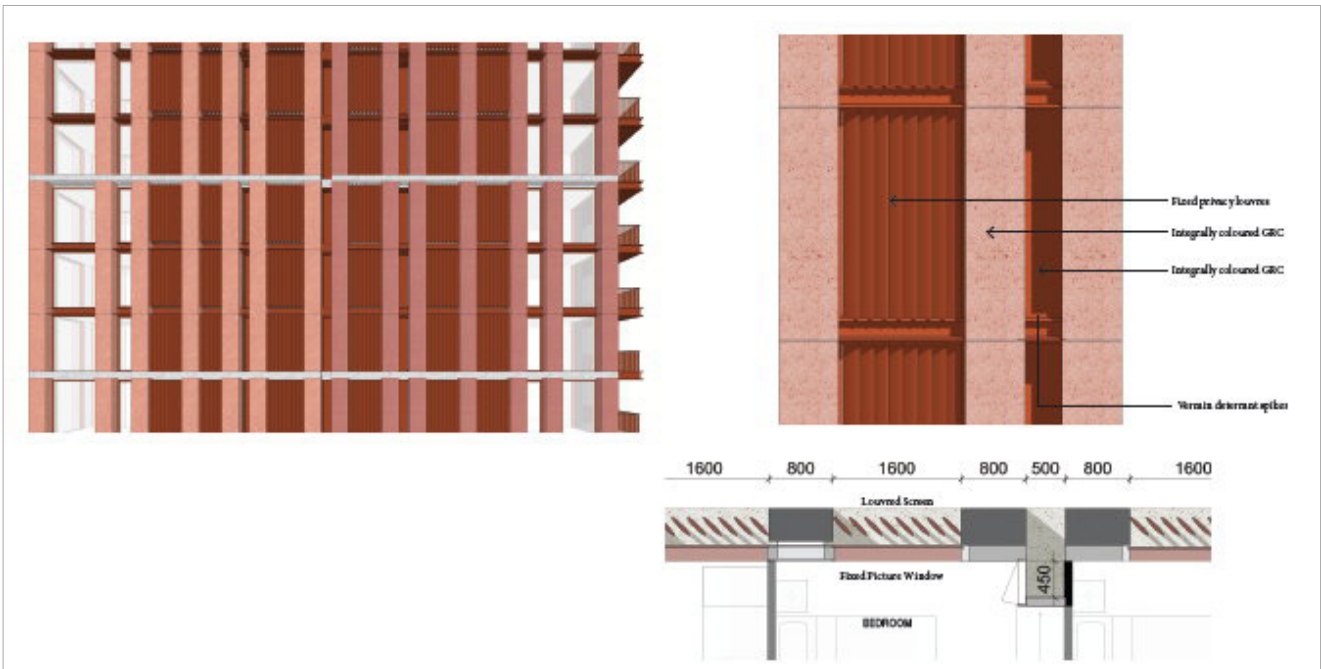 Fixed privacy louvres
Integrally coloured GRC
Integrally coloured GRC
Vermin deterrant spikes
1600 800 1600 800 500 800 1600
Louvred Screen
Fixed Picture Window
450
BEDROOM